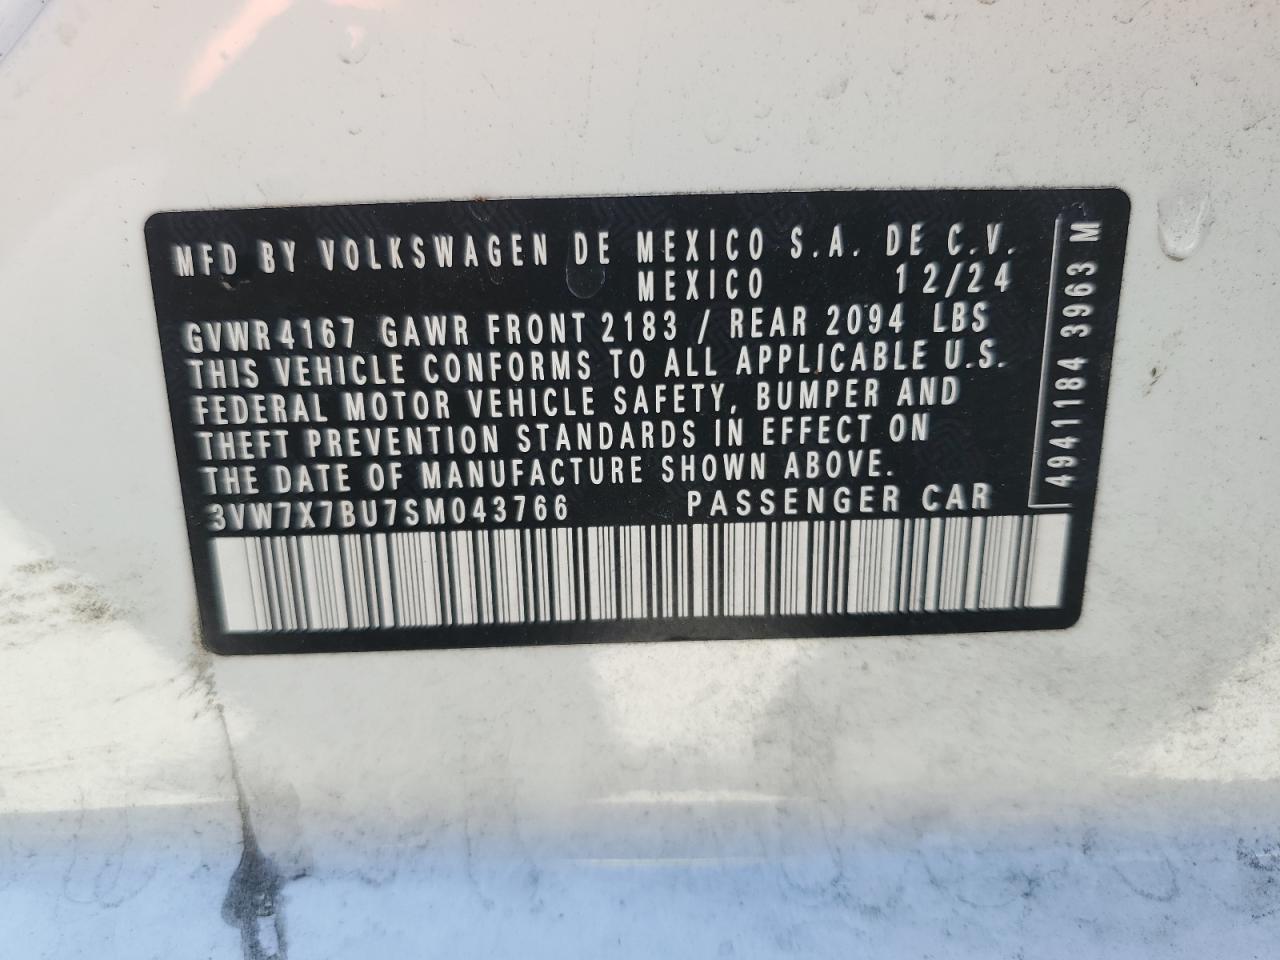 MFD BY VOLKSWAGEN DE MEXICO S.A. DE C.V.
MEXICO 12/24
GVWR4167 GAWR FRONT 2183 / REAR 2094 LBS
THIS VEHICLE CONFORMS TO ALL APPLICABLE U.S.
FEDERAL MOTOR VEHICLE SAFETY, BUMPER AND
THEFT PREVENTION STANDARDS IN EFFECT ON
THE DATE OF MANUFACTURE SHOWN ABOVE.
3VW7X7BU7SM043766 PASSENGER CAR
4941184 3963 M